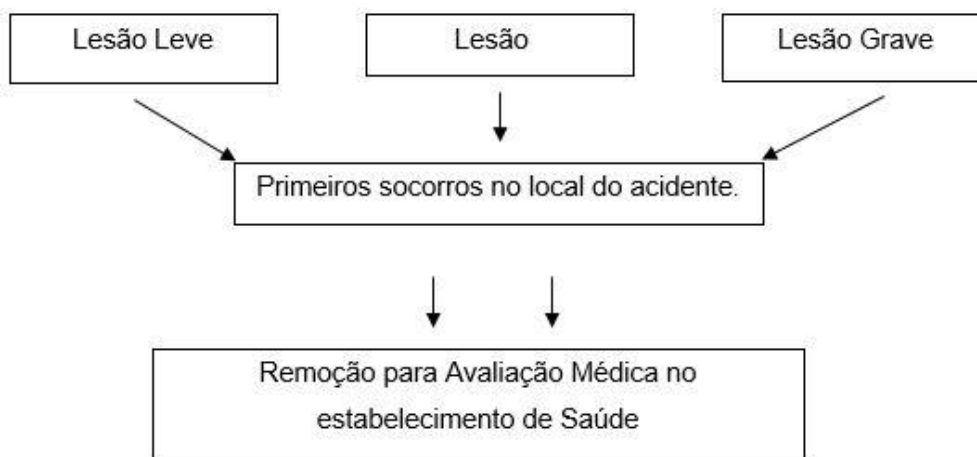 Lesão Leve
Lesão
Lesão Grave
Primeiros socorros no local do acidente.
Remoção para Avaliação Médica no
estabelecimento de Saúde